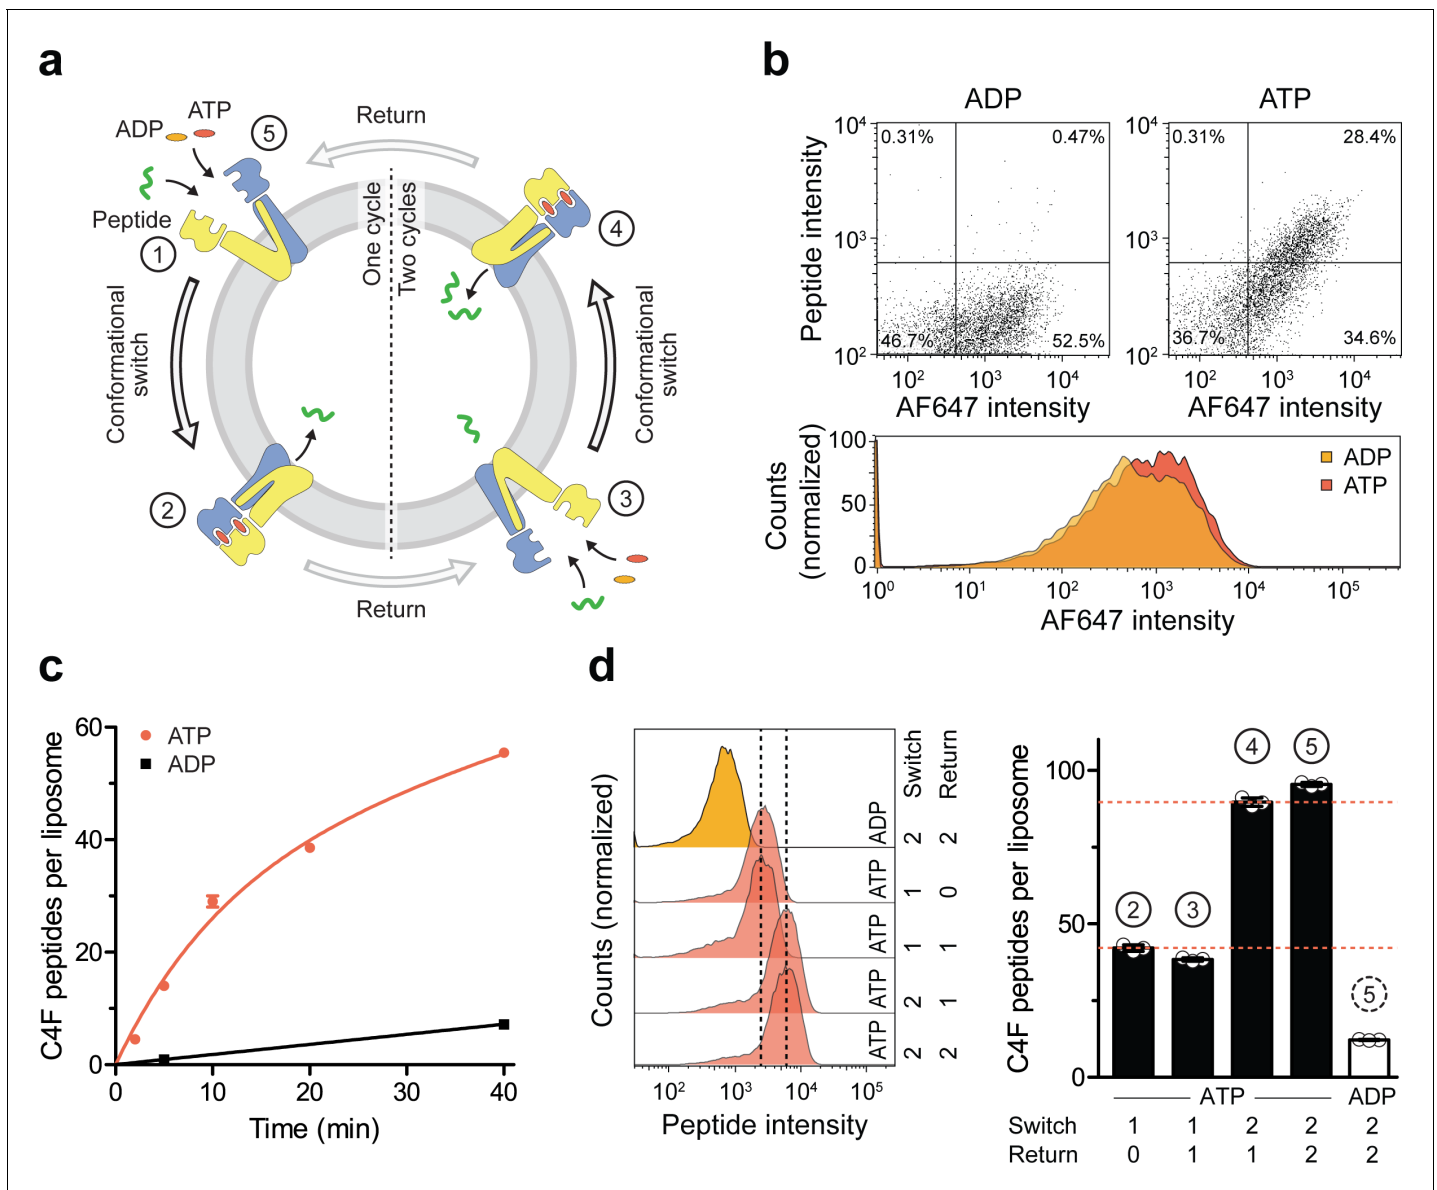 a
ATP
ADP
5
Return
Peptide
1
One cycle
Two cycles
4
Conformational
switch
Conformational
switch
2
3
Return
b
ADP
ATP
Peptide intensity
10⁴
10³
10²
0.31%
0.47%
46.7%
52.5%
10² 10³ 10⁴
AF647 intensity
10⁴
10³
10²
0.31%
28.4%
36.7%
34.6%
10² 10³ 10⁴
AF647 intensity
Counts
(normalized)
100
50
0
ADP
ATP
10⁰ 10¹ 10² 10³ 10⁴ 10⁵
AF647 intensity
c
C4F peptides per liposome
60
40
20
0
ATP
ADP
0 10 20 30 40
Time (min)
d
Counts (normalized)
Switch
Return
ADP 2 2
ATP 1 0
ATP 1 1
ATP 2 1
ATP 2 2
10² 10³ 10⁴ 10⁵
Peptide intensity
C4F peptides per liposome
100
50
0
2
3
4
5
5
ATP
ADP
Switch 1 1 2 2 2
Return 0 1 1 2 2